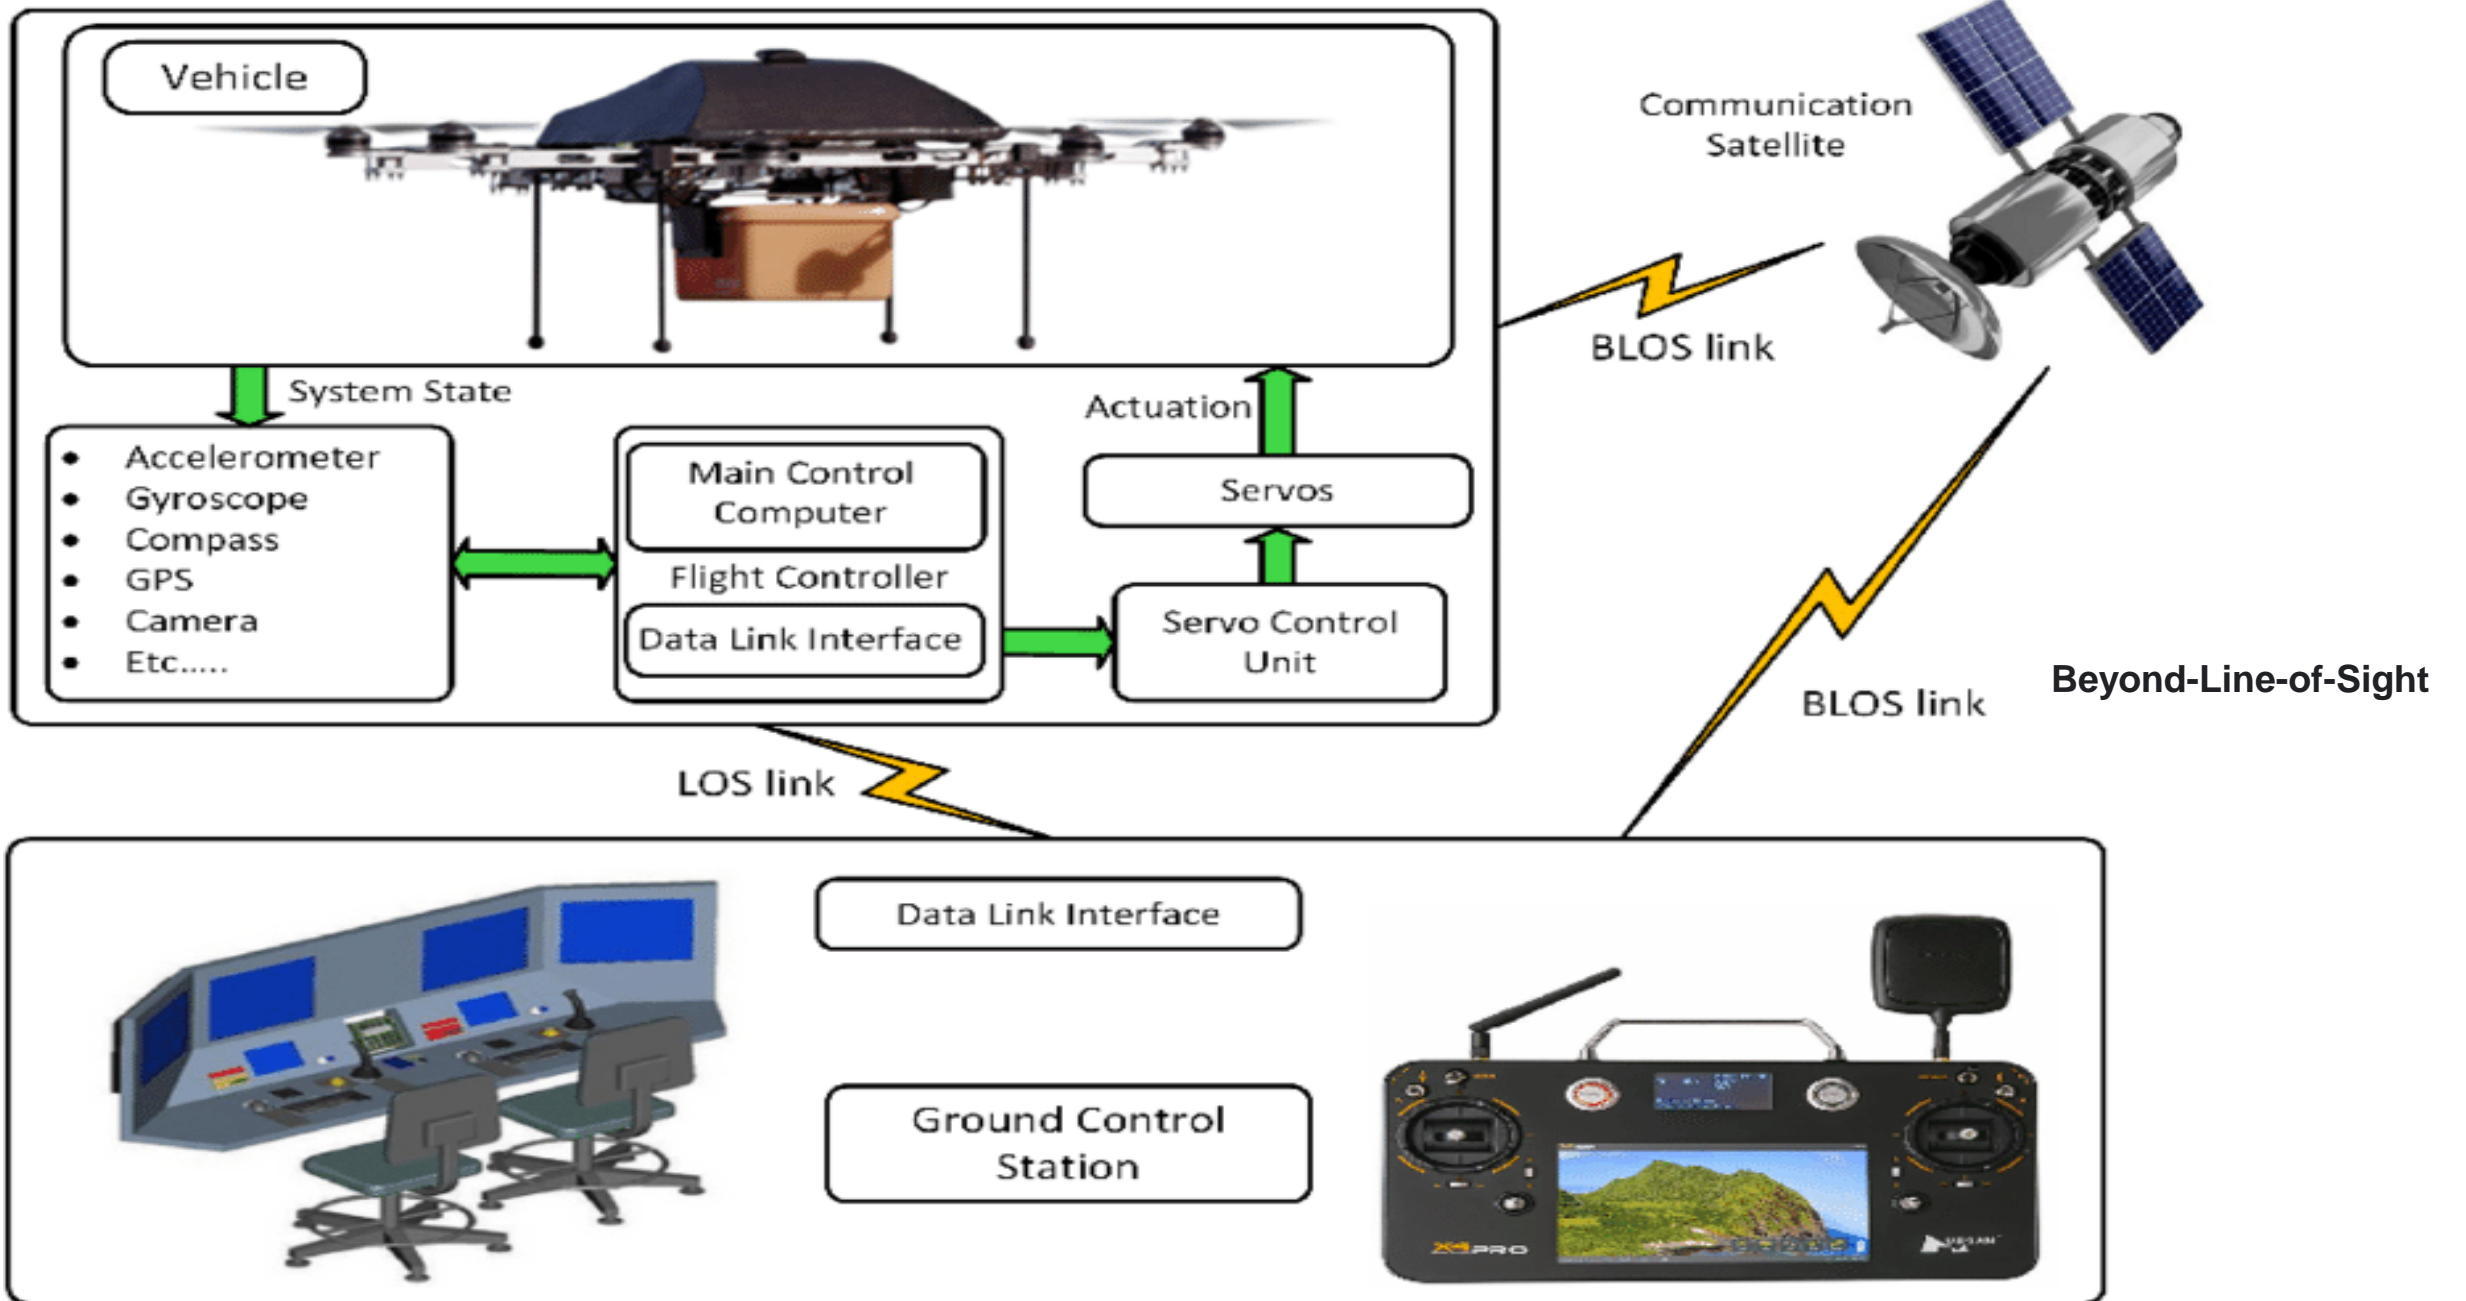 Vehicle
Communication
Satellite
BLOS link
System State
Actuation
• Accelerometer
• Gyroscope
• Compass
• GPS
• Camera
• Etc.....
Main Control
Computer
Flight Controller
Data Link Interface
Servos
Servo Control
Unit
Beyond-Line-of-Sight
BLOS link
LOS link
Data Link Interface
Ground Control
Station
X4 PRO